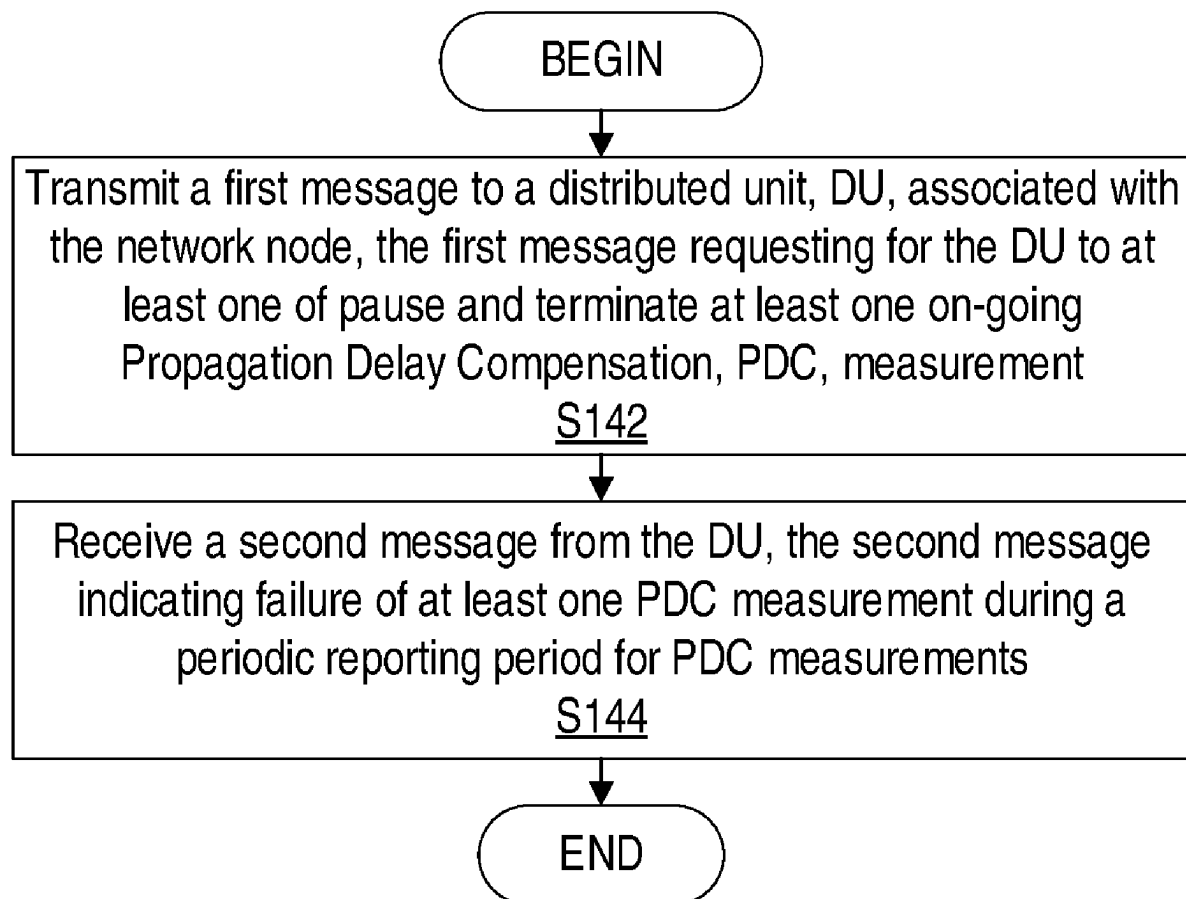 BEGIN
Transmit a first message to a distributed unit, DU, associated with
the network node, the first message requesting for the DU to at
least one of pause and terminate at least one on-going
Propagation Delay Compensation, PDC, measurement
S142
Receive a second message from the DU, the second message
indicating failure of at least one PDC measurement during a
periodic reporting period for PDC measurements
S144
END